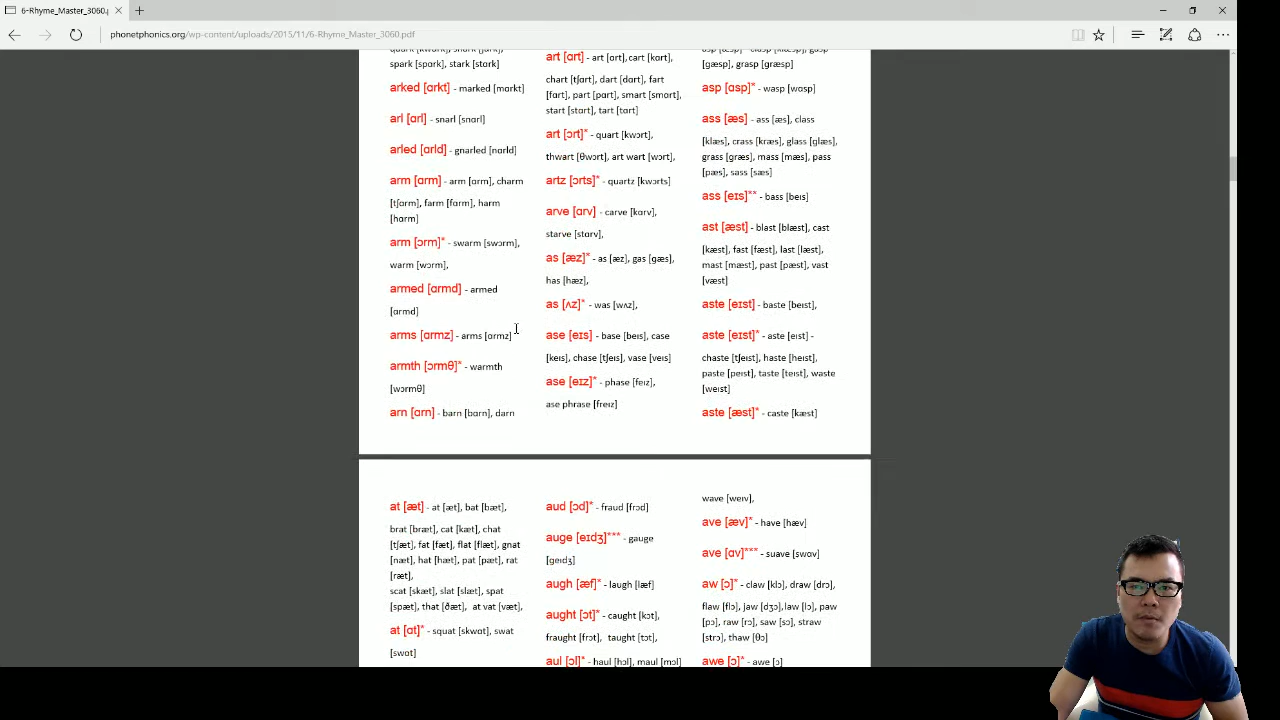 6-Rhyme_Master_3060.
phonetphonics.org/wp-content/uploads/2015/11/6-Rhyme_Master_3060.pdf
spark [spɑrk], stark [stɑrk]
arked [ɑrkt] - marked [mɑrkt]
arl [ɑrl] - snarl [snɑrl]
arled [ɑrld] - gnarled [nɑrld]
arm [ɑrm] - arm [ɑrm], charm
[tʃɑrm], farm [fɑrm], harm
[hɑrm]
arm [ɔrm]* - swarm [swɔrm],
warm [wɔrm],
armed [ɑrmd] - armed
[ɑrmd]
arms [ɑrmz] - arms [ɑrmz]
armth [ɔrmθ]* - warmth
[wɔrmθ]
arn [ɑrn] - barn [bɑrn], darn
art [ɑrt] - art [ɑrt], cart [kɑrt],
chart [tʃɑrt], dart [dɑrt], fart
[fɑrt], part [pɑrt], smart [smɑrt],
start [stɑrt], tart [tɑrt]
art [ɔrt]* - quart [kwɔrt],
thwart [θwɔrt], art wart [wɔrt],
artz [ɔrts]* - quartz [kwɔrts]
arve [ɑrv] - carve [kɑrv],
starve [stɑrv],
as [æz]* - as [æz], gas [gæs],
has [hæz],
as [ʌz]* - was [wʌz],
ase [eɪs] - base [beɪs], case
[keɪs], chase [tʃeɪs], vase [veɪs]
ase [eɪz]* - phase [feɪz],
ase phrase [freɪz]
[gæsp], grasp [græsp]
asp [ɑsp]* - wasp [wɑsp]
ass [æs] - ass [æs], class
[klæs], crass [kræs], glass [glæs],
grass [græs], mass [mæs], pass
[pæs], sass [sæs]
ass [eɪs]** - bass [beɪs]
ast [æst] - blast [blæst], cast
[kæst], fast [fæst], last [læst],
mast [mæst], past [pæst], vast
[væst]
aste [eɪst] - baste [beɪst],
aste [eɪst]* - aste [eɪst] -
chaste [tʃeɪst], haste [heɪst],
paste [peɪst], taste [teɪst], waste
[weɪst]
aste [æst]* - caste [kæst]
at [æt] - at [æt], bat [bæt],
brat [bræt], cat [kæt], chat
[tʃæt], fat [fæt], flat [flæt], gnat
[næt], hat [hæt], pat [pæt], rat
[ræt],
scat [skæt], slat [slæt], spat
[spæt], that [ðæt], at vat [væt],
at [ɑt]* - squat [skwɑt], swat
[swɑt]
aud [ɔd]* - fraud [frɔd]
auge [eɪdʒ]*** - gauge
[geɪdʒ]
augh [æf]* - laugh [læf]
aught [ɔt]* - caught [kɔt],
fraught [frɔt], taught [tɔt],
aul [ɔl]* - haul [hɔl], maul [mɔl]
wave [weɪv],
ave [æv]* - have [hæv]
ave [ɑv]*** - suave [swɑv]
aw [ɔ]* - claw [klɔ], draw [drɔ],
flaw [flɔ], jaw [dʒɔ], law [lɔ], paw
[pɔ], raw [rɔ], saw [sɔ], straw
[strɔ], thaw [θɔ]
awe [ɔ]* - awe [ɔ]